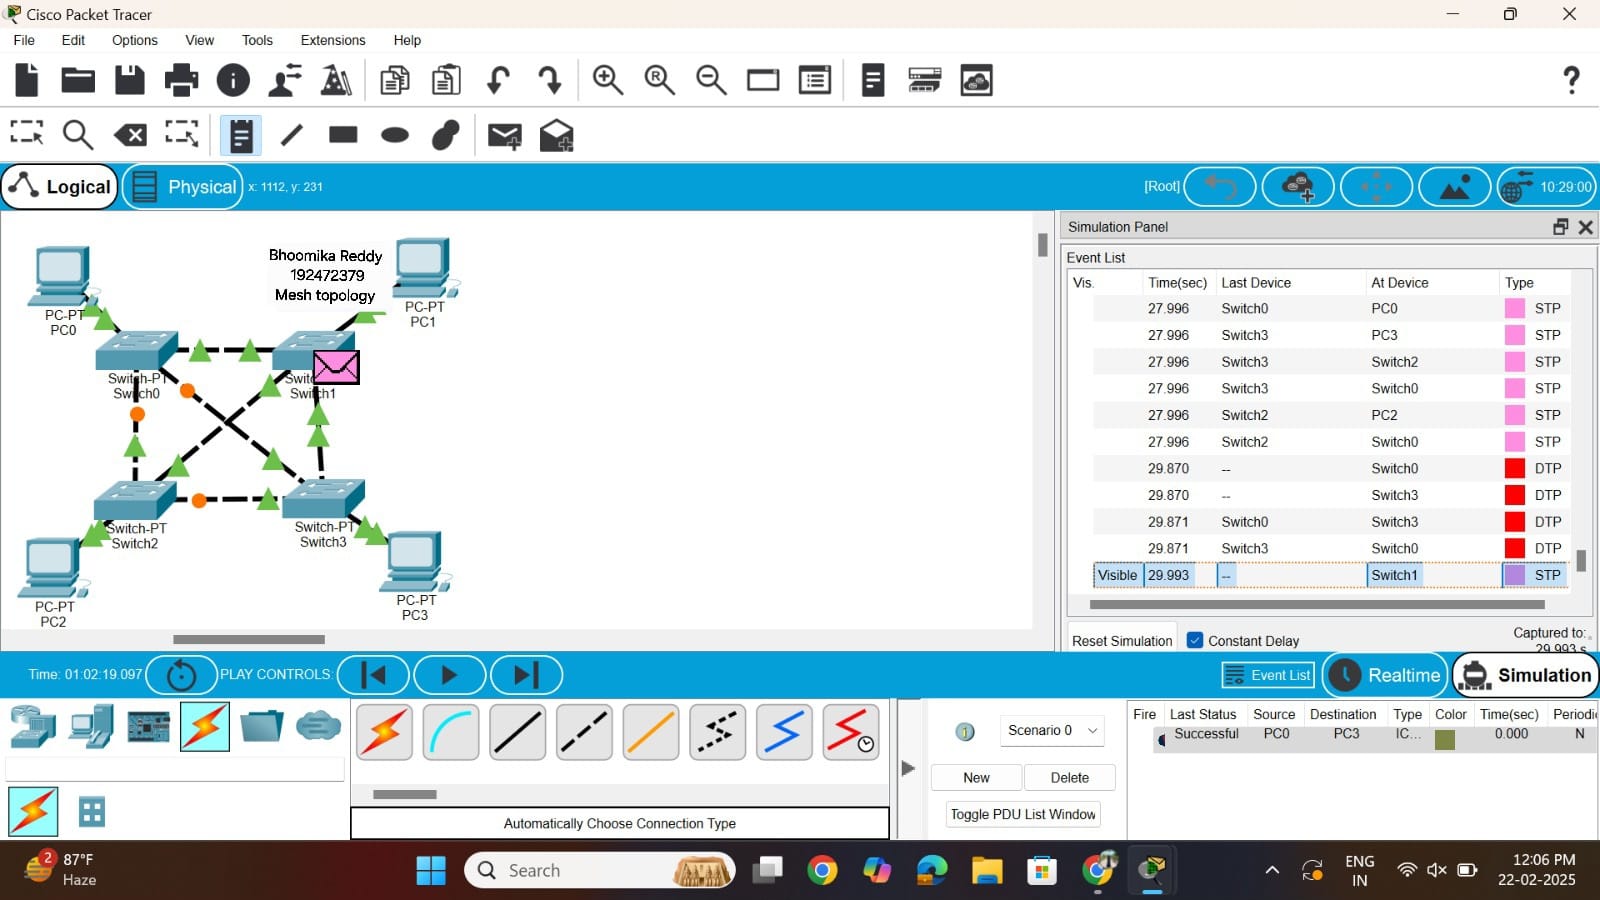 Cisco Packet Tracer
File Edit Options View Tools Extensions Help
Logical Physical x: 1112, y: 231 [Root] 10:29:00
Bhoomika Reddy
192472379
Mesh topology
PC-PT
PC0
PC-PT
PC1
Switch-PT
Switch0
Switch1
Switch-PT
Switch2
Switch-PT
Switch3
PC-PT
PC2
PC-PT
PC3
Simulation Panel
Event List
Vis. Time(sec) Last Device At Device Type
27.996 Switch0 PC0 STP
27.996 Switch3 PC3 STP
27.996 Switch3 Switch2 STP
27.996 Switch3 Switch0 STP
27.996 Switch2 PC2 STP
27.996 Switch2 Switch0 STP
29.870 -- Switch0 DTP
29.870 -- Switch3 DTP
29.871 Switch0 Switch3 DTP
29.871 Switch3 Switch0 DTP
Visible 29.993 -- Switch1 STP
Reset Simulation Constant Delay Captured to:
29.993 s
Time: 01:02:19.097 PLAY CONTROLS: Event List Realtime Simulation
Scenario 0
New Delete
Toggle PDU List Window
Fire Last Status Source Destination Type Color Time(sec) Periodi
Successful PC0 PC3 IC... 0.000 N
Automatically Choose Connection Type
2
87°F
Haze
Search
ENG
IN
12:06 PM
22-02-2025